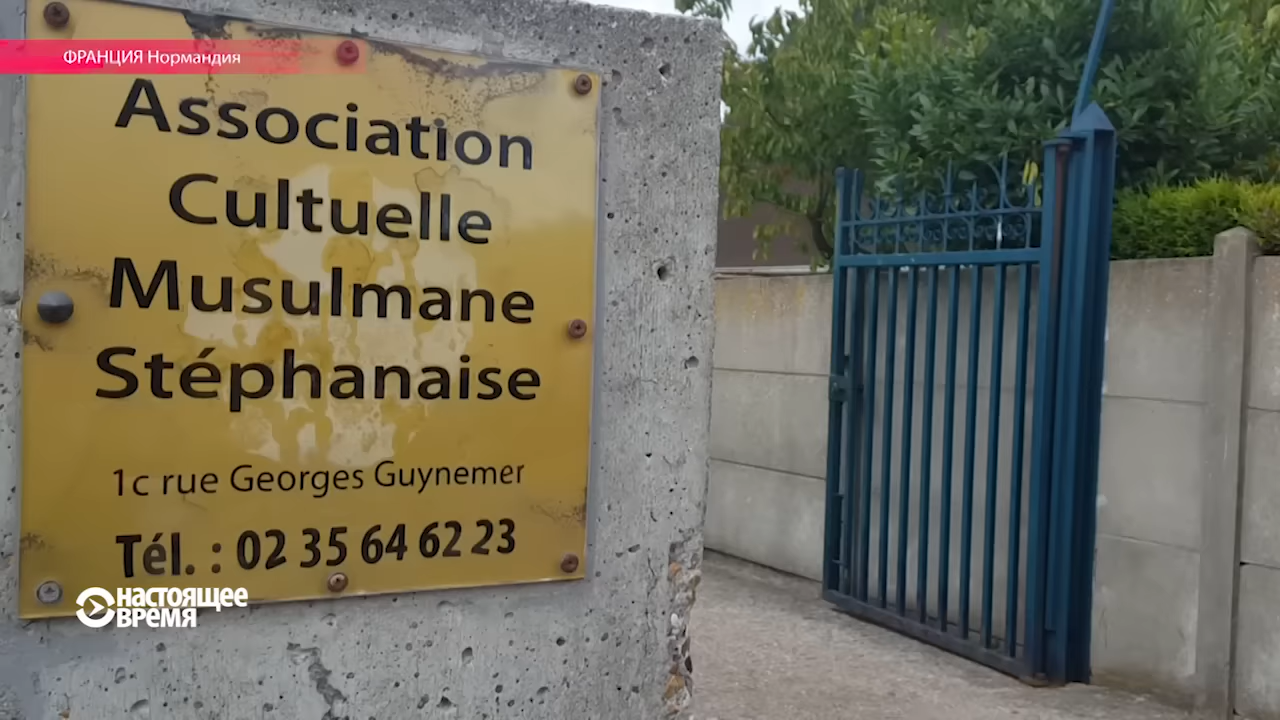 ФРАНЦИЯ Нормандия
Association
Cultuelle
Musulmane
Stéphanaise
1c rue Georges Guynemer
Tél. : 02 35 64 62 23
НАСТОЯЩЕЕ
ВРЕМЯ